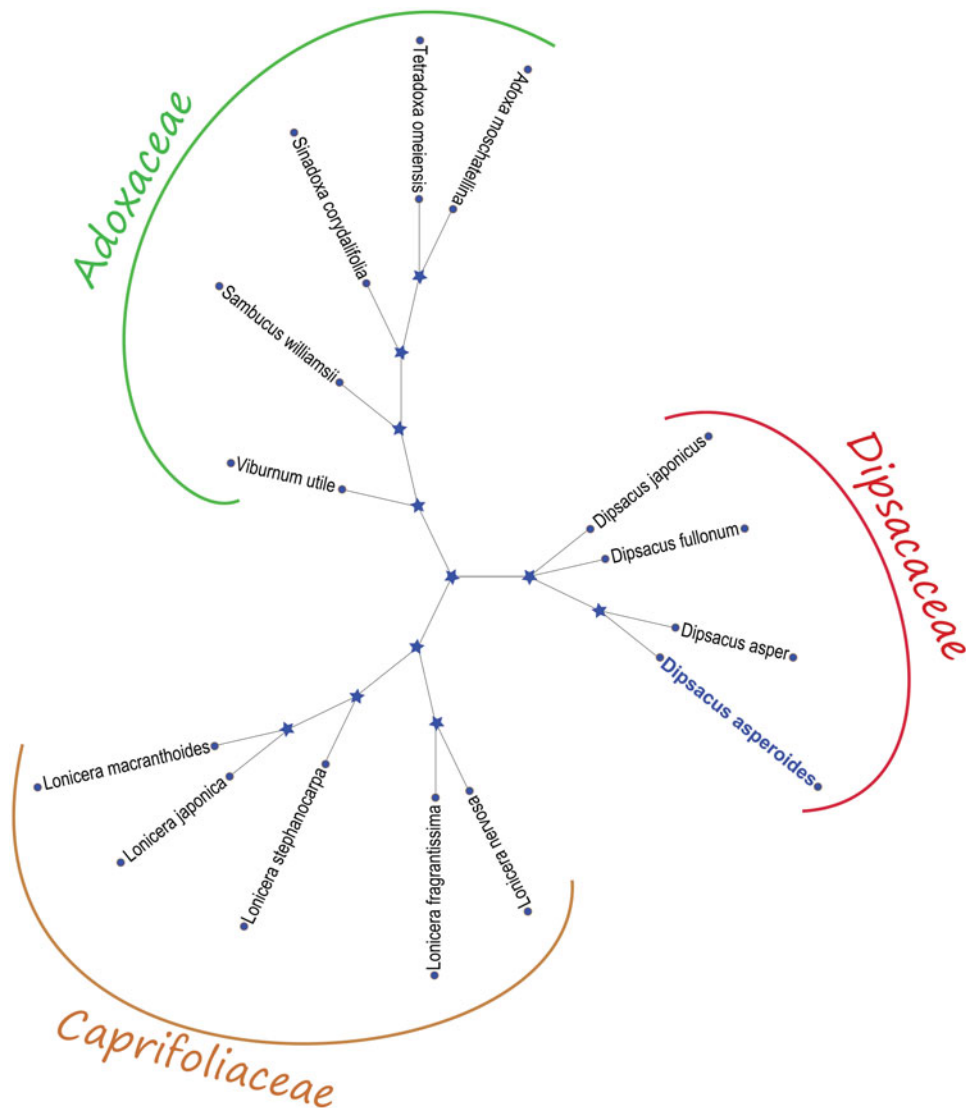 Adoxaceae
Tetradoxa omeiensis
Adoxa moschatellina
Sinadoxa corydalifolia
Sambucus williamsii
Viburnum utile
Dipsacaceae
Dipsacus japonicus
Dipsacus fullonum
Dipsacus asper
Dipsacus asperoides
Lonicera macranthoides
Lonicera japonica
Lonicera stephanocarpa
Lonicera fragrantissima
Lonicera nervosa
Caprifoliaceae